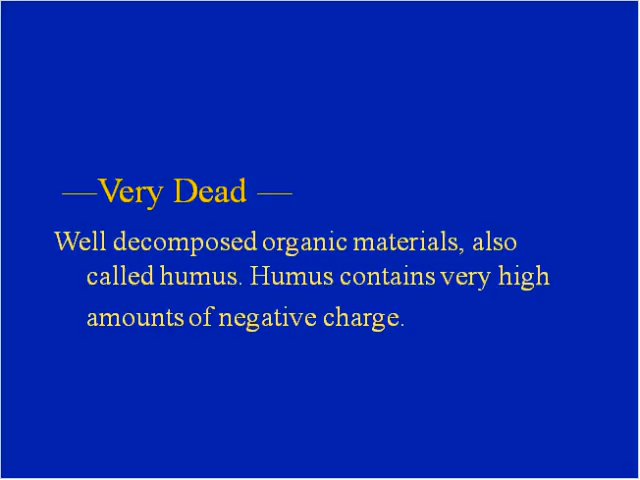 —Very Dead —
Well decomposed organic materials, also
called humus. Humus contains very high
amounts of negative charge.